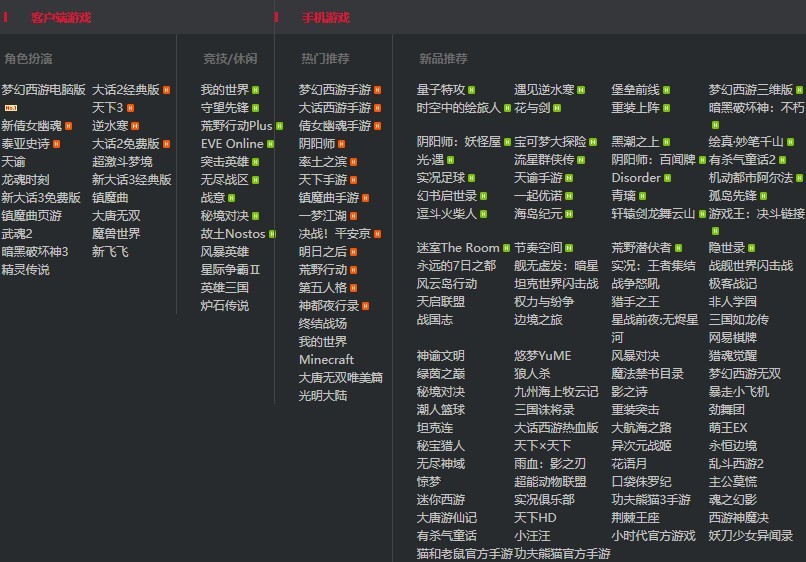 客户端游戏
手机游戏
角色扮演
梦幻西游电脑版
No.1
新倩女幽魂
泰亚史诗
天谕
龙魂时刻
新大话3免费版
镇魔曲页游
武魂2
暗黑破坏神3
精灵传说
大话2经典版
天下3
逆水寒
大话2免费版
超激斗梦境
新大话3经典版
镇魔曲
大唐无双
魔兽世界
新飞飞
竞技/休闲
我的世界
守望先锋
荒野行动Plus
EVE Online
突击英雄
无尽战区
战意
秘境对决
故土Nostos
风暴英雄
星际争霸II
英雄三国
炉石传说
热门推荐
梦幻西游手游
大话西游手游
倩女幽魂手游
阴阳师
率土之滨
天下手游
镇魔曲手游
一梦江湖
决战！平安京
明日之后
荒野行动
第五人格
神都夜行录
终结战场
我的世界
Minecraft
大唐无双唯美篇
光明大陆
新品推荐
量子特攻 遇见逆水寒 堡垒前线 梦幻西游三维版
时空中的绘旅人 花与剑 重装上阵 暗黑破坏神：不朽
阴阳师：妖怪屋 宝可梦大探险 黑潮之上 绘真·妙笔千山
光·遇 流星群侠传 阴阳师：百闻牌 有杀气童话2
实况足球 天谕手游 Disorder 机动都市阿尔法
幻书启世录 一起优诺 青璃 孤岛先锋
逗斗火柴人 海岛纪元 轩辕剑龙舞云山 游戏王：决斗链接
迷室The Room 节奏空间 荒野潜伏者 隐世录
永远的7日之都 舰无虚发：暗星 实况：王者集结 战舰世界闪击战
风云岛行动 坦克世界闪击战 战争怒吼 极客战记
天启联盟 权力与纷争 猎手之王 非人学园
战国志 边境之旅 星战前夜:无烬星 三国如龙传
河 网易棋牌
神谕文明 悠梦YuME 风暴对决 猎魂觉醒
绿茵之巅 狼人杀 魔法禁书目录 梦幻西游无双
秘境对决 九州海上牧云记 影之诗 暴走小飞机
潮人篮球 三国诛将录 重装突击 劲舞团
坦克连 大话西游热血版 大航海之路 萌王EX
秘宝猎人 天下×天下 异次元战姬 永恒边境
无尽神域 雨血：影之刃 花语月 乱斗西游2
惊梦 超能动物联盟 口袋侏罗纪 主公莫慌
迷你西游 实况俱乐部 功夫熊猫3手游 魂之幻影
大唐游仙记 天下HD 荆棘王座 西游神魔决
有杀气童话 小汪汪 小时代官方游戏 妖刀少女异闻录
猫和老鼠官方手游 功夫熊猫官方手游